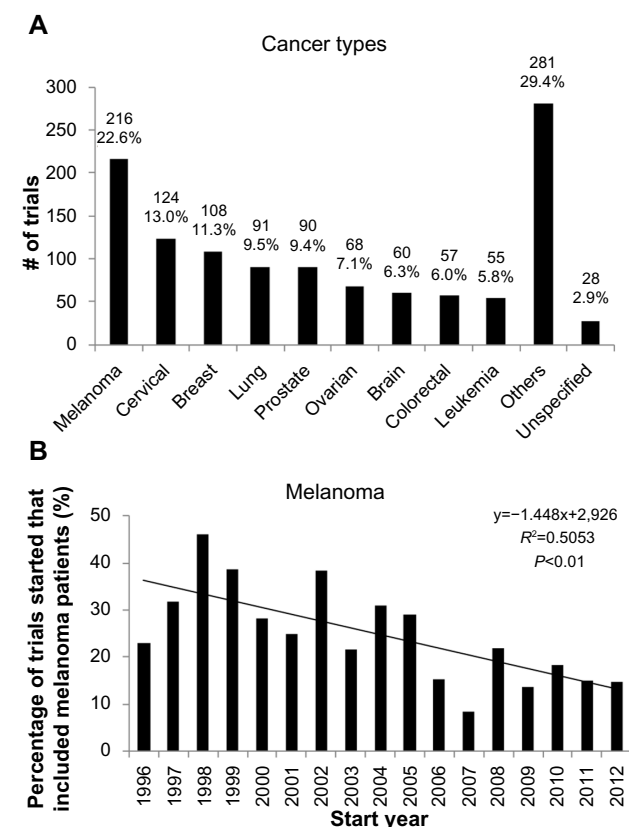 A
Cancer types
# of trials
300
250
200
150
100
50
0
216
22.6%
124
13.0%
108
11.3%
91
9.5%
90
9.4%
68
7.1%
60
6.3%
57
6.0%
55
5.8%
281
29.4%
28
2.9%
Melanoma
Cervical
Breast
Lung
Prostate
Ovarian
Brain
Colorectal
Leukemia
Others
Unspecified
B
Melanoma
Percentage of trials started that
included melanoma patients (%)
50
40
30
20
10
0
y=−1.448x+2,926
R²=0.5053
P<0.01
1996
1997
1998
1999
2000
2001
2002
2003
2004
2005
2006
2007
2008
2009
2010
2011
2012
Start year